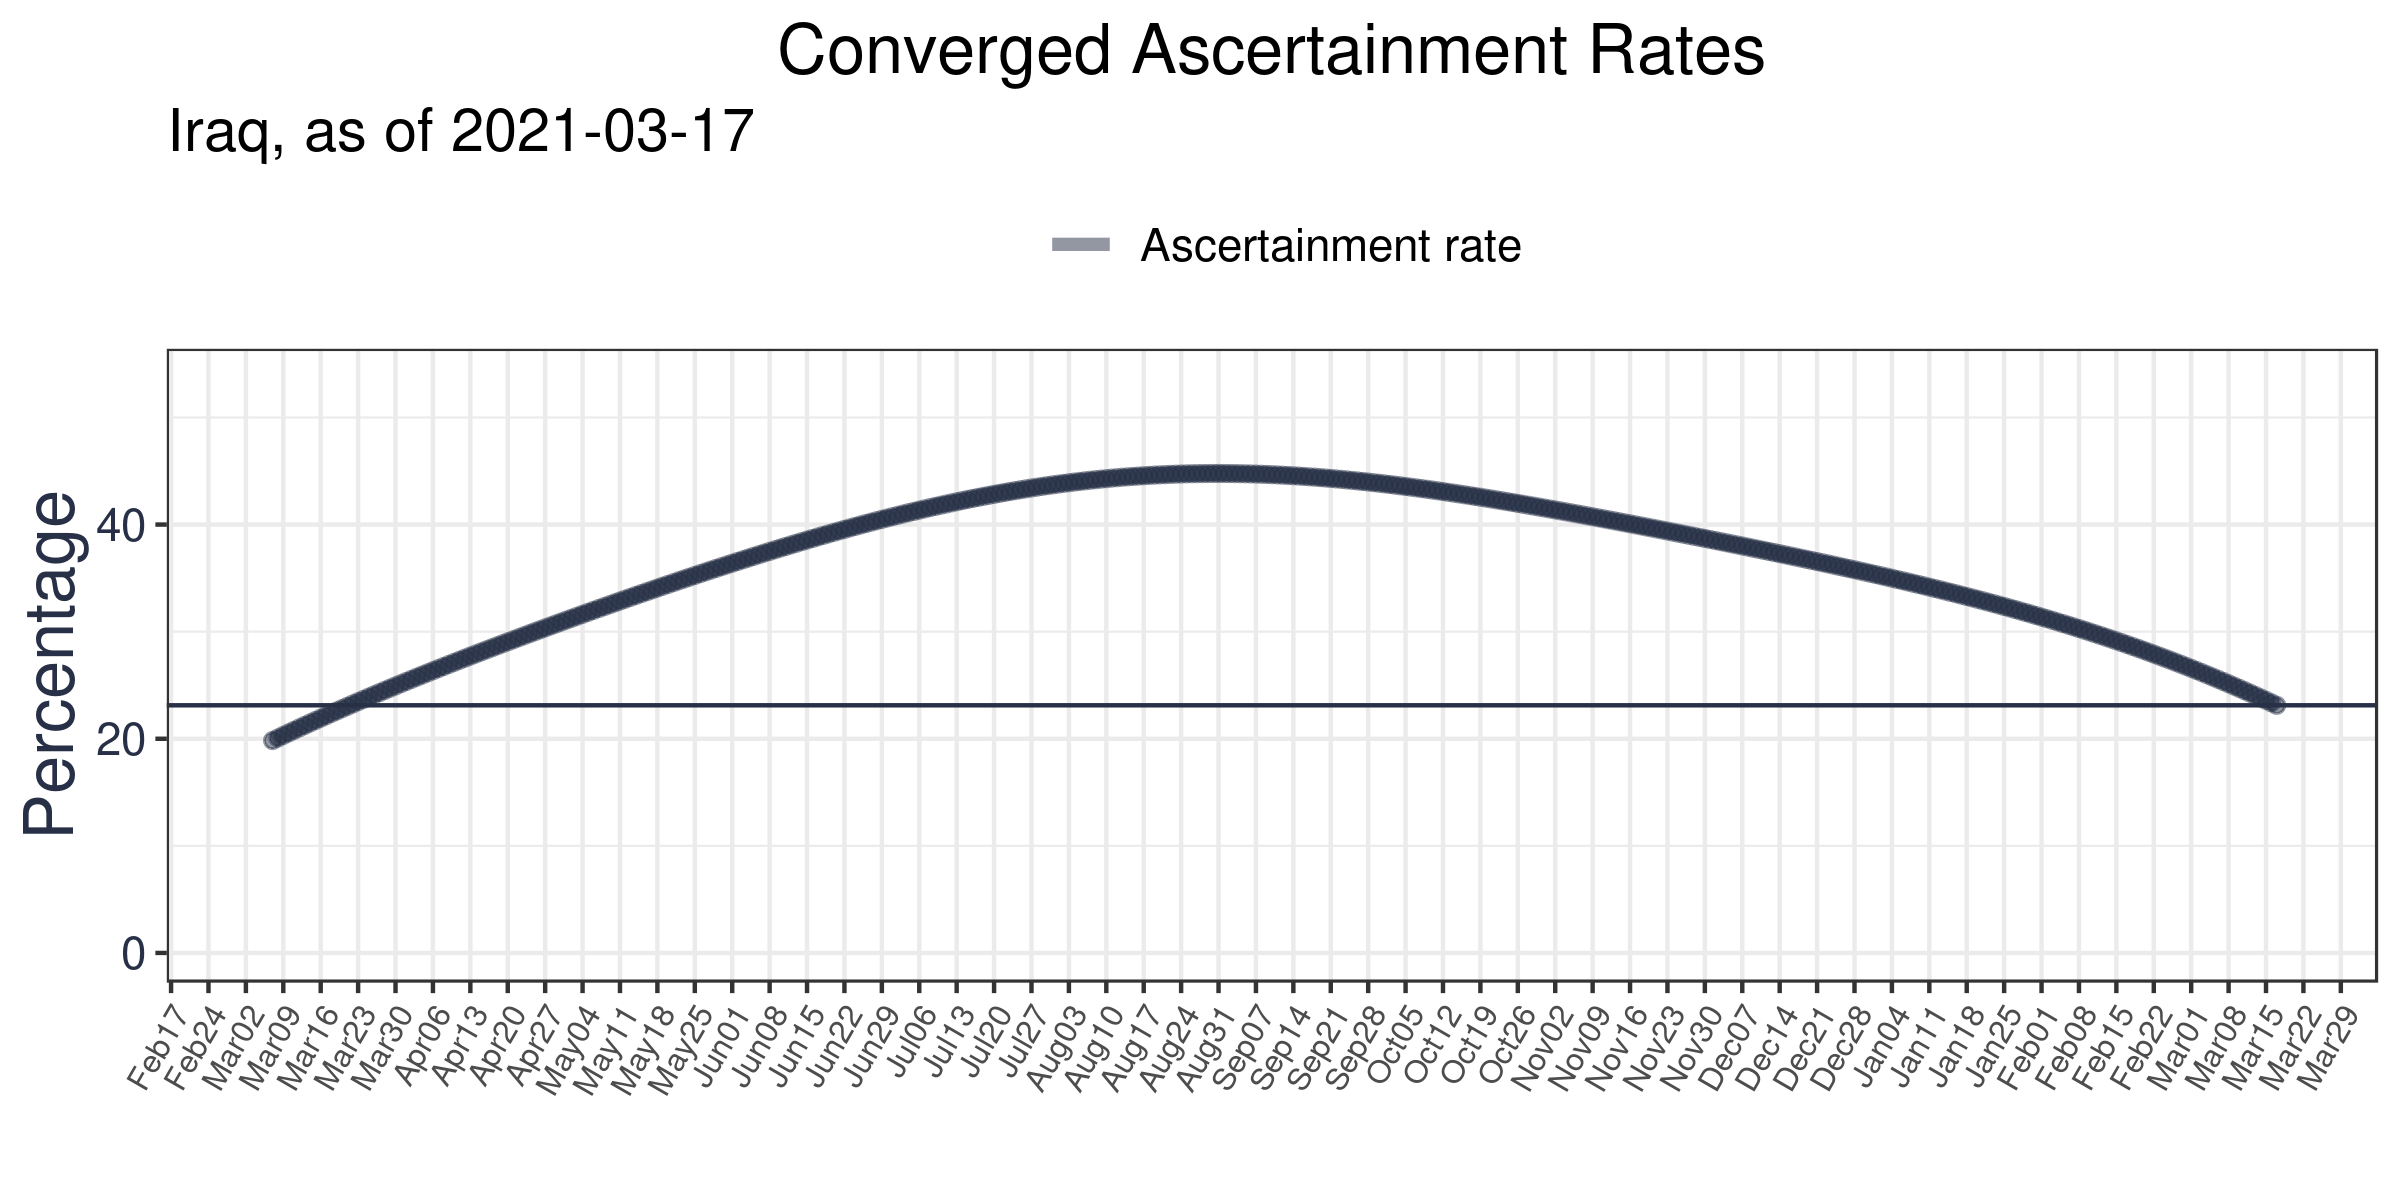 Converged Ascertainment Rates
Iraq, as of 2021-03-17
Ascertainment rate
Percentage
40
20
0
Feb17 Feb24 Mar02 Mar09 Mar16 Mar23 Mar30 Apr06 Apr13 Apr20 Apr27 May04 May11 May18 May25 Jun01 Jun08 Jun15 Jun22 Jun29 Jul06 Jul13 Jul20 Jul27 Aug03 Aug10 Aug17 Aug24 Aug31 Sep07 Sep14 Sep21 Sep28 Oct05 Oct12 Oct19 Oct26 Nov02 Nov09 Nov16 Nov23 Nov30 Dec07 Dec14 Dec21 Dec28 Jan04 Jan11 Jan18 Jan25 Feb01 Feb08 Feb15 Feb22 Mar01 Mar08 Mar15 Mar22 Mar29